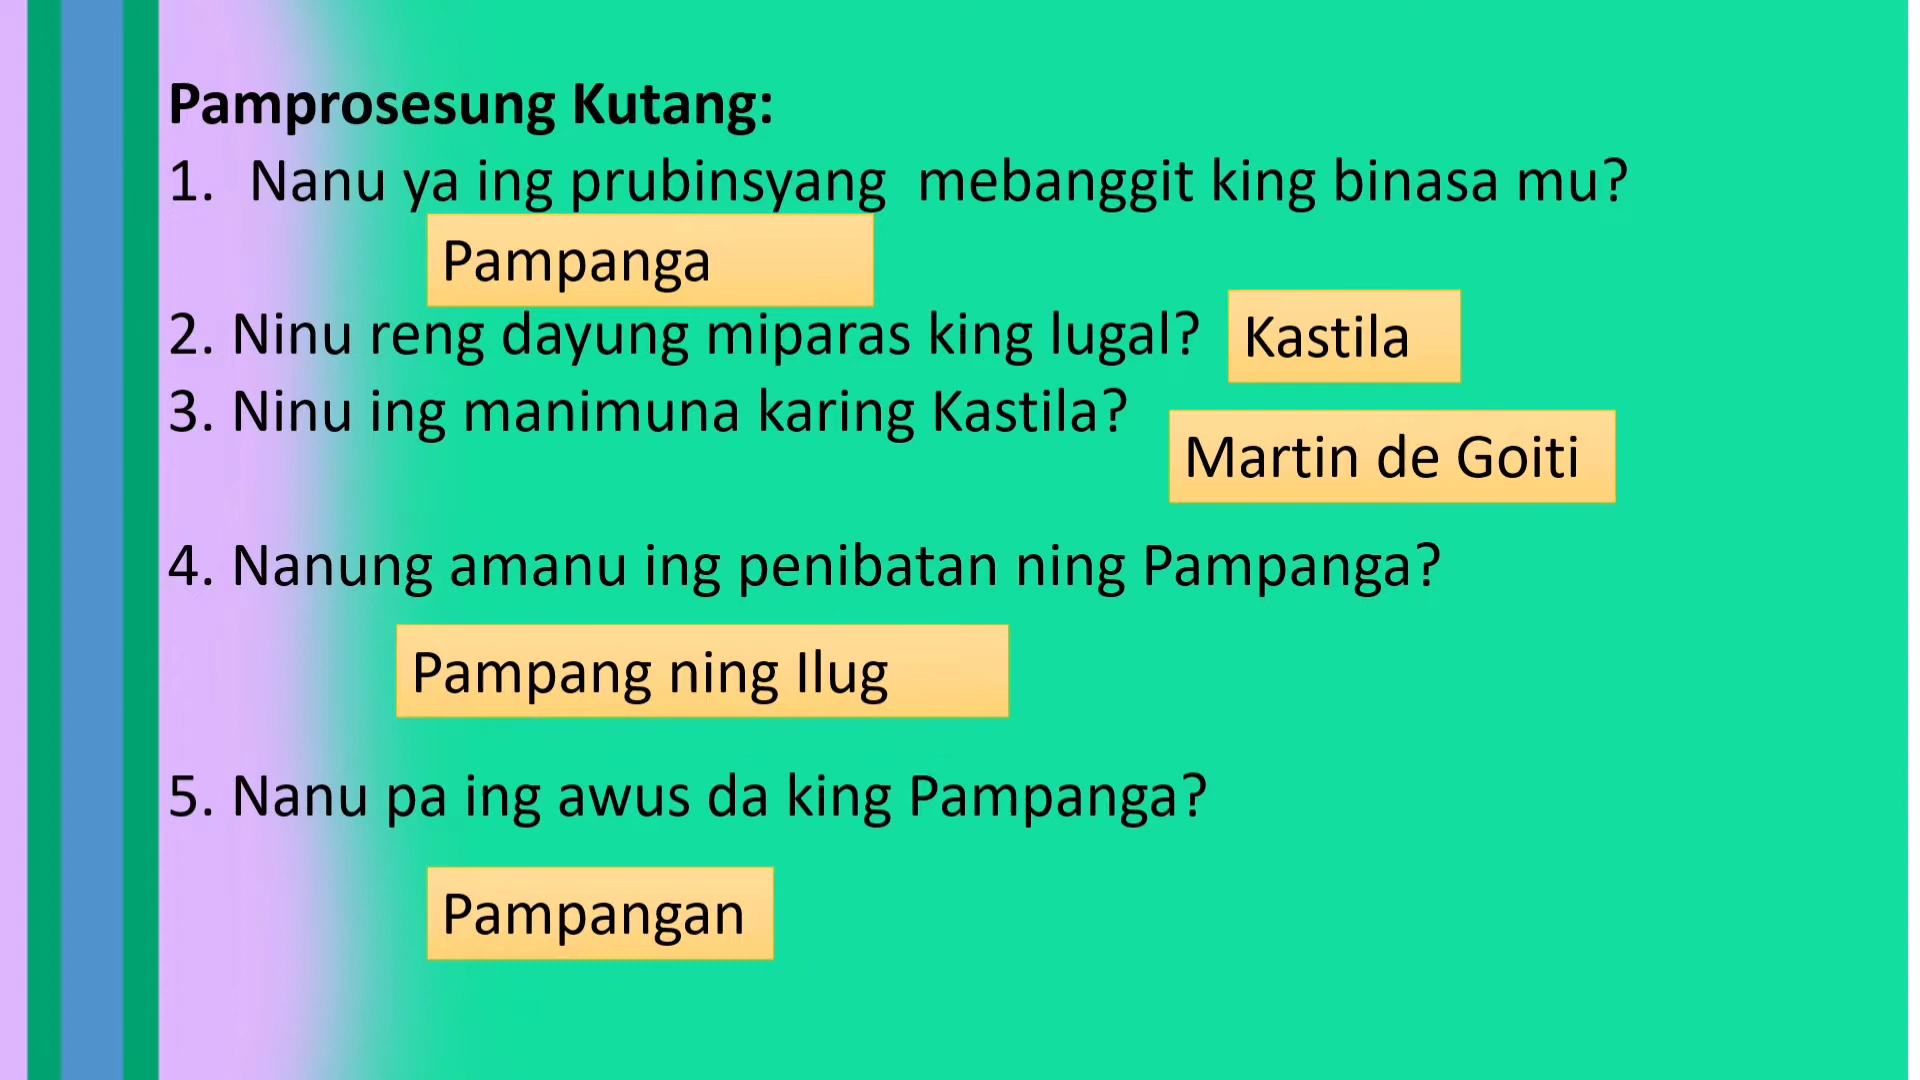 Pamprosesung Kutang:
1. Nanu ya ing prubinsyang mebanggit king binasa mu?
Pampanga
2. Ninu reng dayung miparas king lugal?
Kastila
3. Ninu ing manimuna karing Kastila?
Martin de Goiti
4. Nanung amanu ing penibatan ning Pampanga?
Pampang ning Ilug
5. Nanu pa ing awus da king Pampanga?
Pampangan